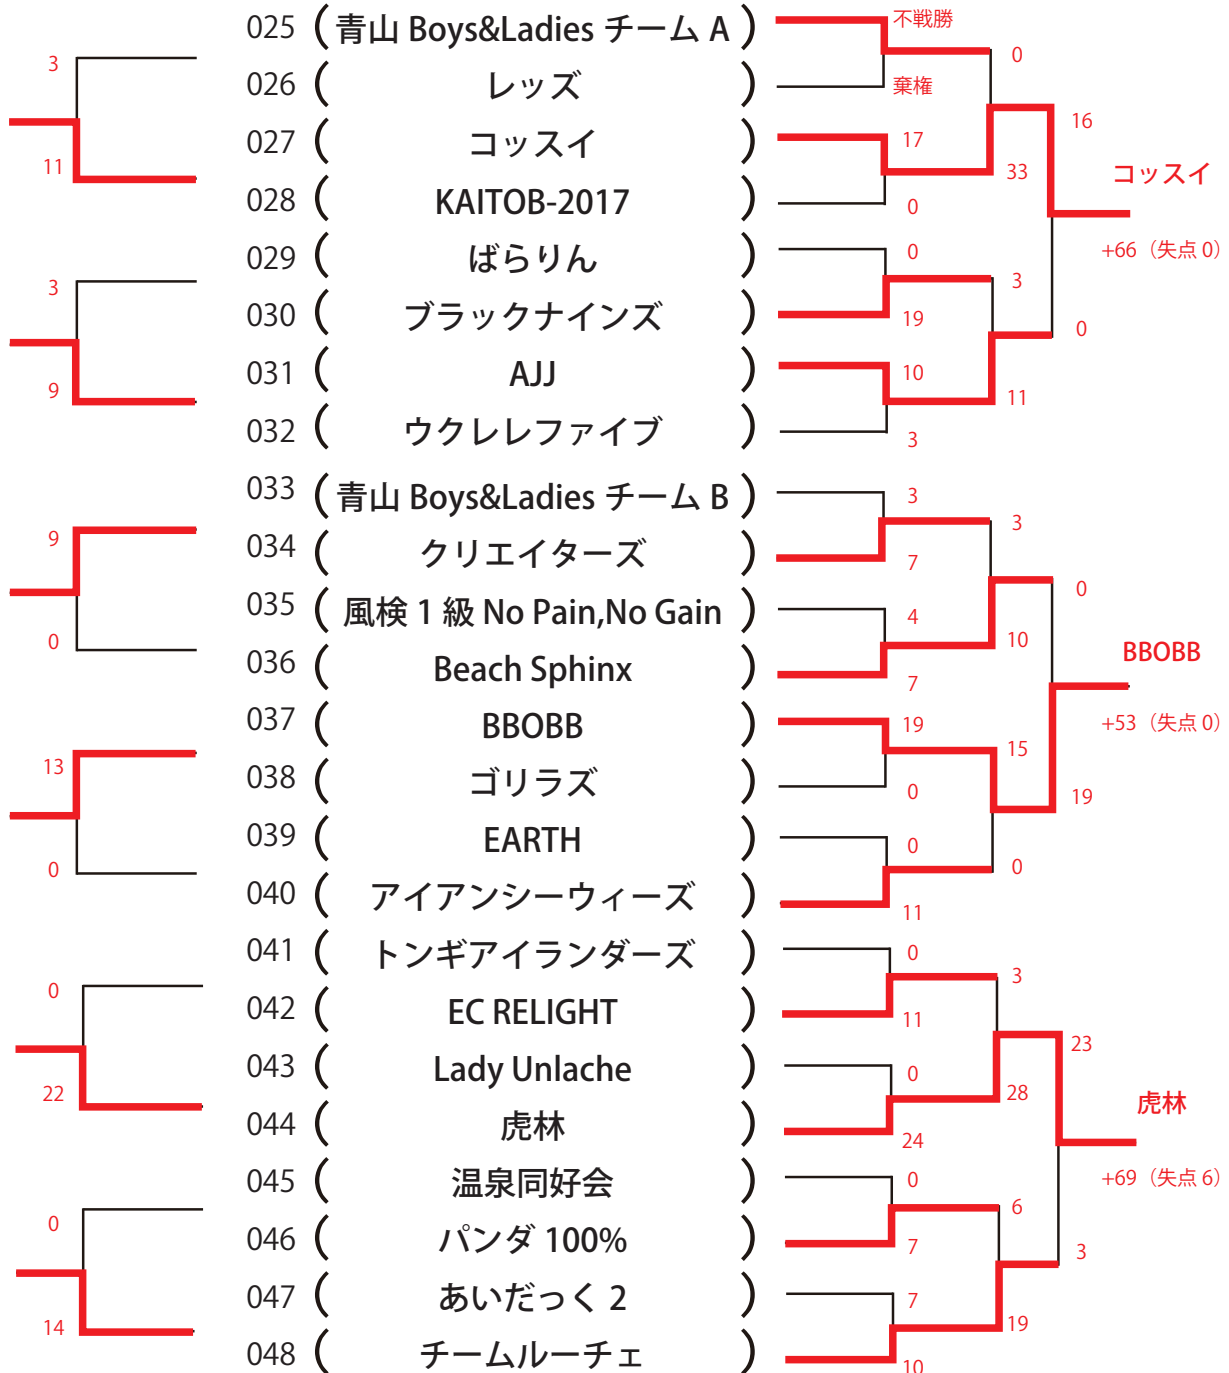 025 ( 青山 Boys&Ladies チーム A ) 不戦勝
0
3
026 ( レッズ ) 棄権
16
027 ( コッスイ ) 17
11
33
コッスイ
028 ( KAITOB-2017 ) 0
+66（失点 0）
029 ( ばらりん ) 0
3
3
030 ( ブラックナインズ ) 19
0
031 ( AJJ ) 10
9
11
032 ( ウクレレファイブ ) 3
033 ( 青山 Boys&Ladies チーム B ) 3
3
9
034 ( クリエイターズ ) 7
0
035 ( 風検 1 級 No Pain,No Gain ) 4
0
10
BBOBB
036 ( Beach Sphinx ) 7
037 ( BBOBB ) 19
+53（失点 0）
15
13
038 ( ゴリラズ ) 0
19
039 ( EARTH ) 0
0
0
040 ( アイアンシーウィーズ ) 11
041 ( トンギアイランダーズ ) 0
3
0
042 ( EC RELIGHT ) 11
23
043 ( Lady Unlache ) 0
22
28
虎林
044 ( 虎林 ) 24
045 ( 温泉同好会 ) 0
+69（失点 6）
6
0
046 ( パンダ 100% ) 7
3
047 ( あいだっく 2 ) 7
14
19
048 ( チームルーチェ ) 10